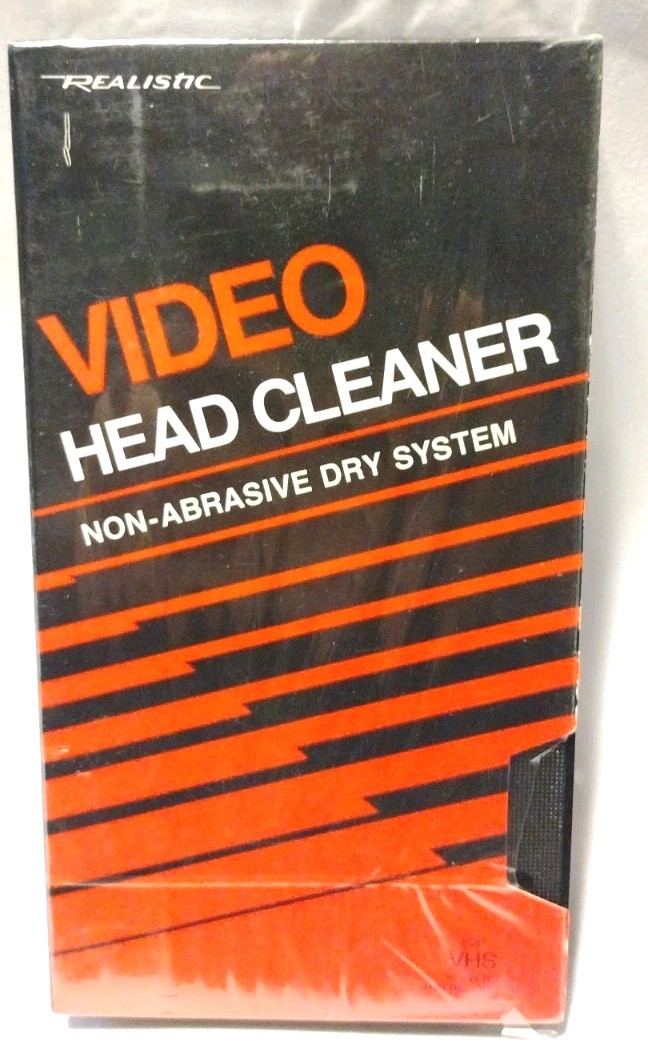 REALISTIC
VIDEO
HEAD CLEANER
NON-ABRASIVE DRY SYSTEM
VHS